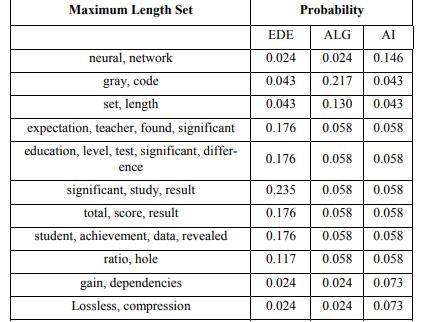 Maximum Length Set Probability
EDE ALG AI
neural, network 0.024 0.024 0.146
gray, code 0.043 0.217 0.043
set, length 0.043 0.130 0.043
expectation, teacher, found, significant 0.176 0.058 0.058
education, level, test, significant, differ-
ence 0.176 0.058 0.058
significant, study, result 0.235 0.058 0.058
total, score, result 0.176 0.058 0.058
student, achievement, data, revealed 0.176 0.058 0.058
ratio, hole 0.117 0.058 0.058
gain, dependencies 0.024 0.024 0.073
Lossless, compression 0.024 0.024 0.073